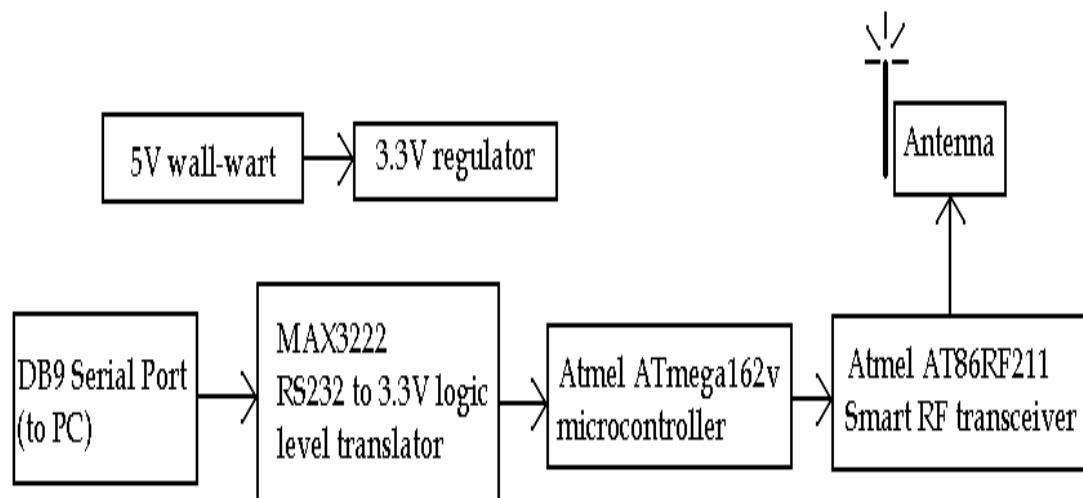 5V wall-wart
3.3V regulator
Antenna
DB9 Serial Port
(to PC)
MAX3222
RS232 to 3.3V logic
level translator
Atmel ATmega162v
microcontroller
Atmel AT86RF211
Smart RF transceiver